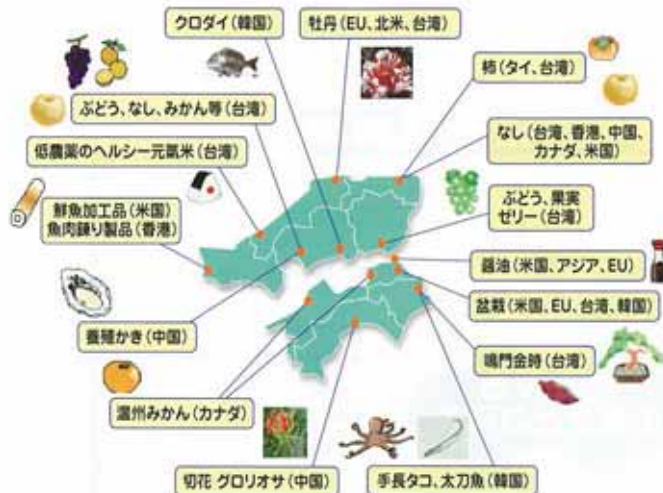 クロダイ(韓国)
牡丹(EU、北米、台湾)
柿(タイ、台湾)
ぶどう、なし、みかん等(台湾)
なし(台湾、香港、中国、
カナダ、米国)
低農薬のヘルシー元氣米(台湾)
鮮魚加工品(米国)
魚肉錬り製品(香港)
ぶどう、果実
ゼリー(台湾)
醤油(米国、アジア、EU)
盆栽(米国、EU、台湾、韓国)
養殖かき(中国)
鳴門金時(台湾)
温州みかん(カナダ)
切花 グロリオサ(中国)
手長タコ、太刀魚(韓国)